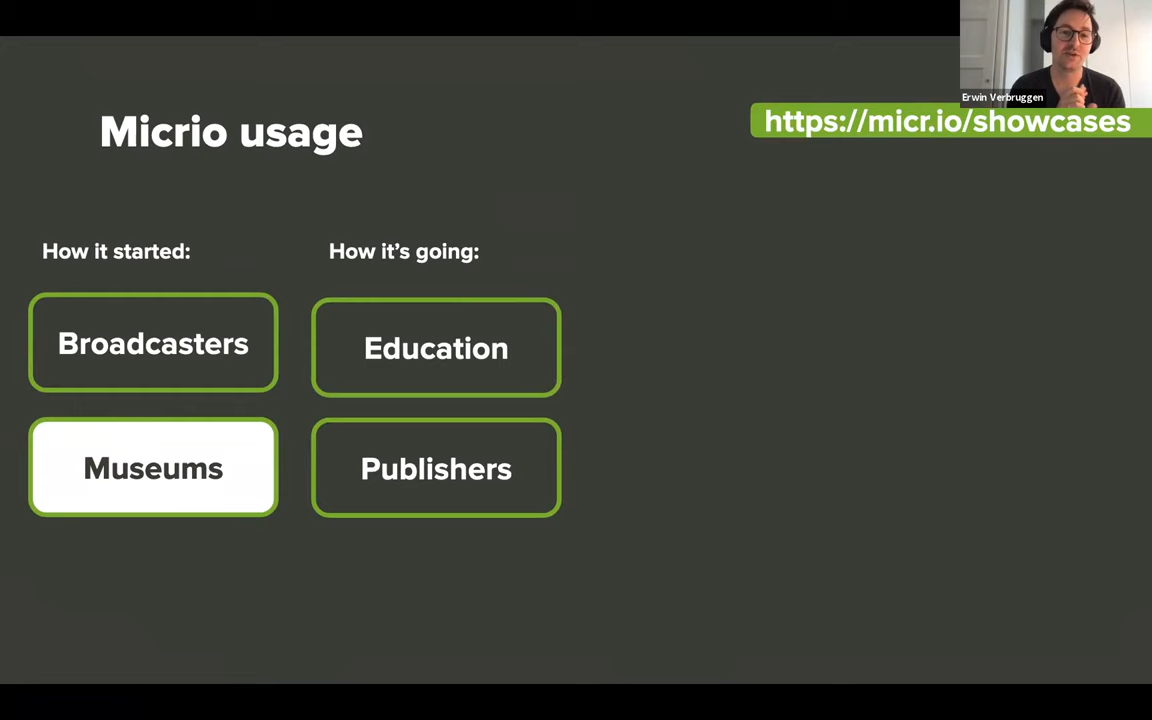 Erwin Verbruggen
Micrio usage
https://micr.io/showcases
How it started:
How it's going:
Broadcasters
Education
Museums
Publishers